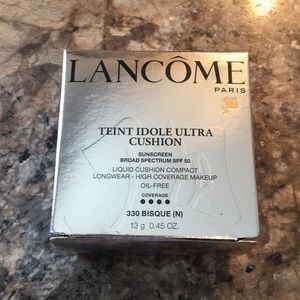 LANCÔME
PARIS
TEINT IDOLE ULTRA
CUSHION
SUNSCREEN
BROAD SPECTRUM SPF 50
LIQUID CUSHION COMPACT
LONGWEAR - HIGH COVERAGE MAKEUP
OIL-FREE
COVERAGE
330 BISQUE (N)
13 g 0.45 OZ.